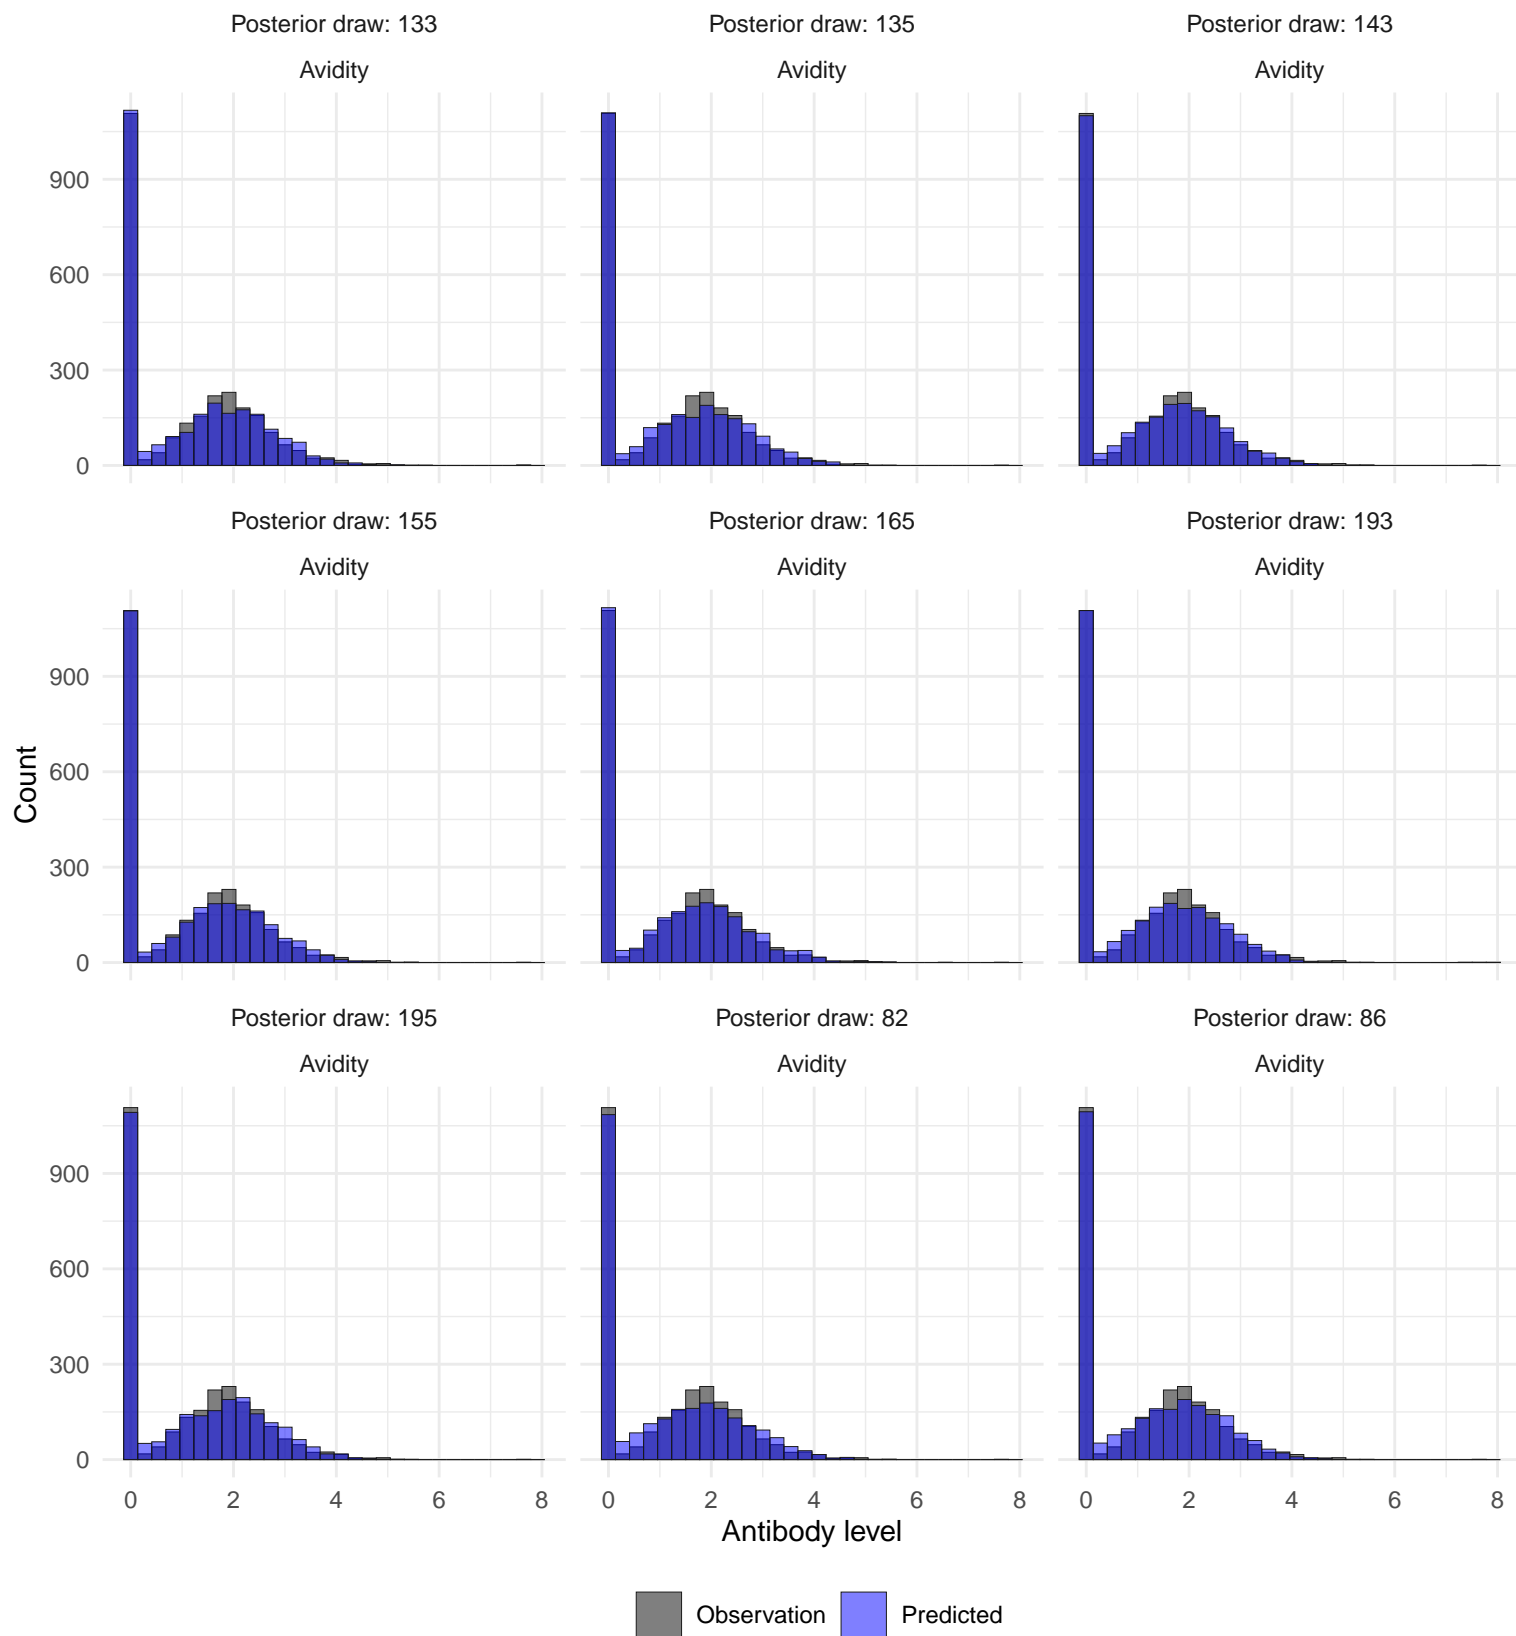 Posterior draw: 133
Posterior draw: 135
Posterior draw: 143
Avidity
Avidity
Avidity
900
600
300
0
Posterior draw: 155
Posterior draw: 165
Posterior draw: 193
Avidity
Avidity
Avidity
900
600
300
0
Count
Posterior draw: 195
Posterior draw: 82
Posterior draw: 86
Avidity
Avidity
Avidity
900
600
300
0
0 2 4 6 8
0 2 4 6 8
0 2 4 6 8
Antibody level
Observation
Predicted